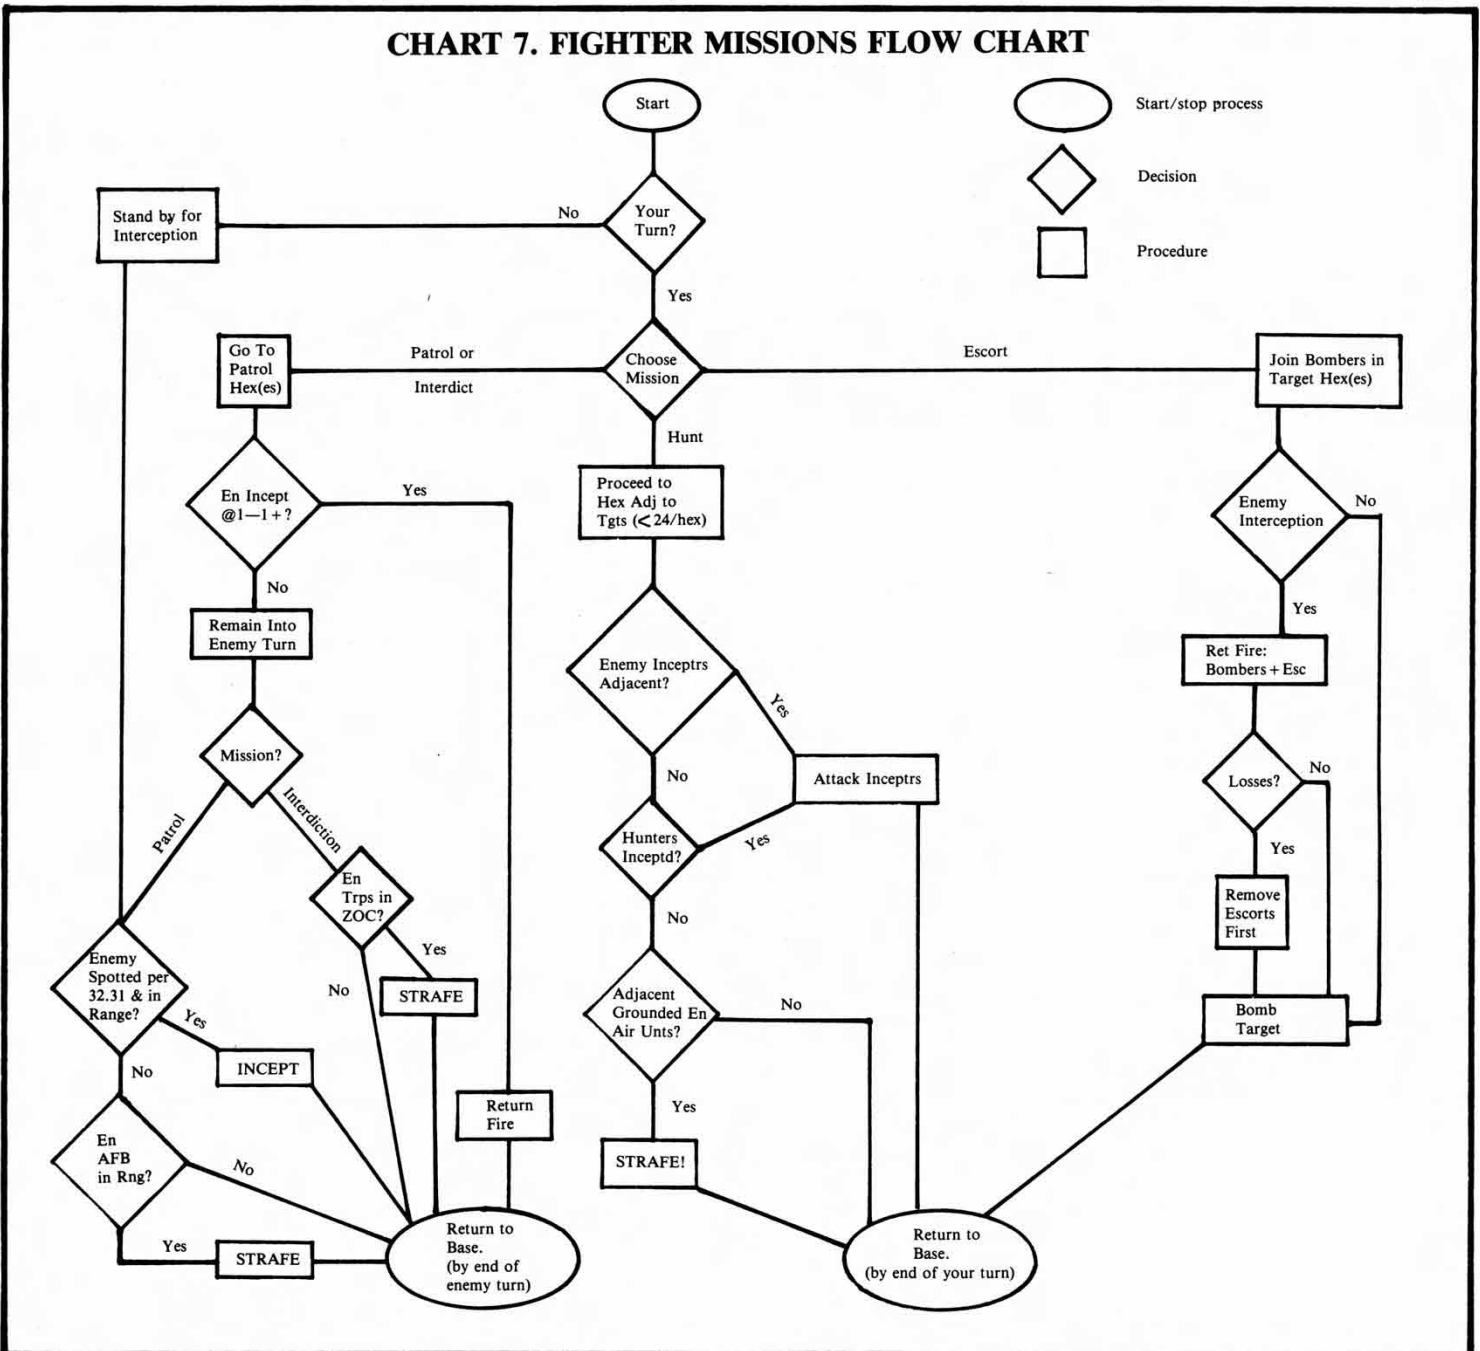 CHART 7. FIGHTER MISSIONS FLOW CHART
Start
Start/stop process
Decision
Procedure
Your
Turn?
No
Stand by for
Interception
Yes
Choose
Mission
Patrol or
Interdict
Go To
Patrol
Hex(es)
Escort
Join Bombers in
Target Hex(es)
Hunt
En Incept
@1—1+?
Yes
No
Remain Into
Enemy Turn
Mission?
Patrol
Interdiction
En
Trps in
ZOC?
Yes
No
STRAFE
Enemy
Spotted per
32.31 & in
Range?
Yes
INCEPT
No
En
AFB
in Rng?
No
Yes
STRAFE
Return
Fire
Return to
Base.
(by end of
enemy turn)
Proceed to
Hex Adj to
Tgts (<24/hex)
Enemy Inceptrs
Adjacent?
Yes
No
Attack Inceptrs
Hunters
Inceptd?
Yes
No
Adjacent
Grounded En
Air Unts?
No
Yes
STRAFE!
Return to
Base.
(by end of your turn)
Enemy
Interception
No
Yes
Ret Fire:
Bombers + Esc
Losses?
No
Yes
Remove
Escorts
First
Bomb
Target